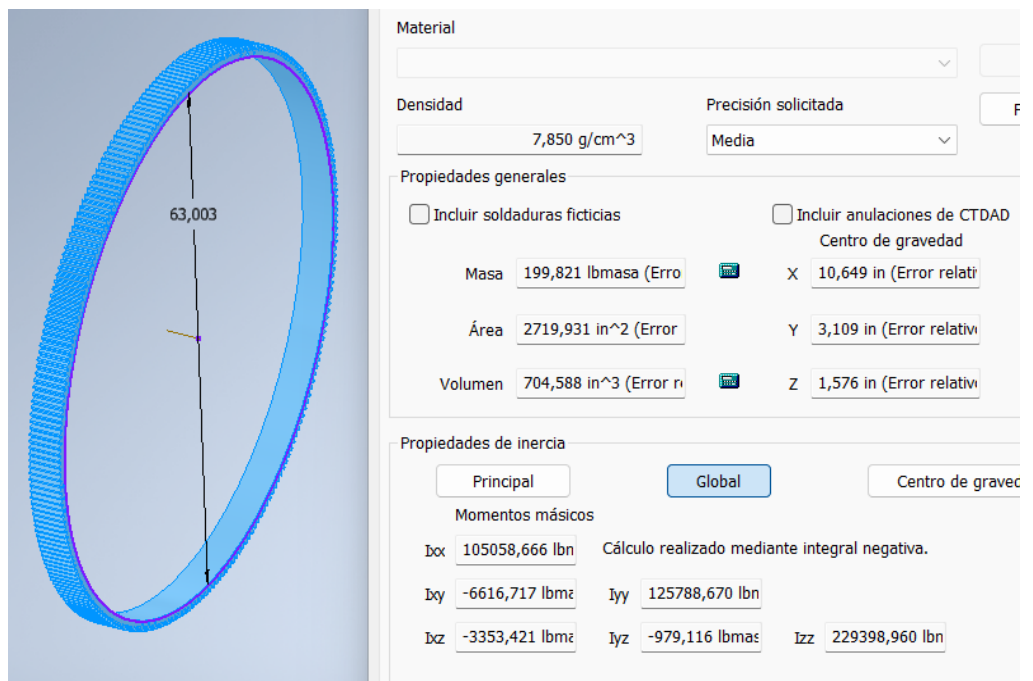 63,003
Material
Densidad
Precisión solicitada
7,850 g/cm^3
Media
Propiedades generales
Incluir soldaduras ficticias
Incluir anulaciones de CTDAD
Centro de gravedad
Masa 199,821 lbmasa (Erro X 10,649 in (Error relati
Área 2719,931 in^2 (Error Y 3,109 in (Error relativ
Volumen 704,588 in^3 (Error r Z 1,576 in (Error relativ
Propiedades de inercia
Principal Global Centro de graved
Momentos másicos
Ixx 105058,666 lbn Cálculo realizado mediante integral negativa.
Ixy -6616,717 lbma Iyy 125788,670 lbn
Ixz -3353,421 lbma Iyz -979,116 lbmas Izz 229398,960 lbn